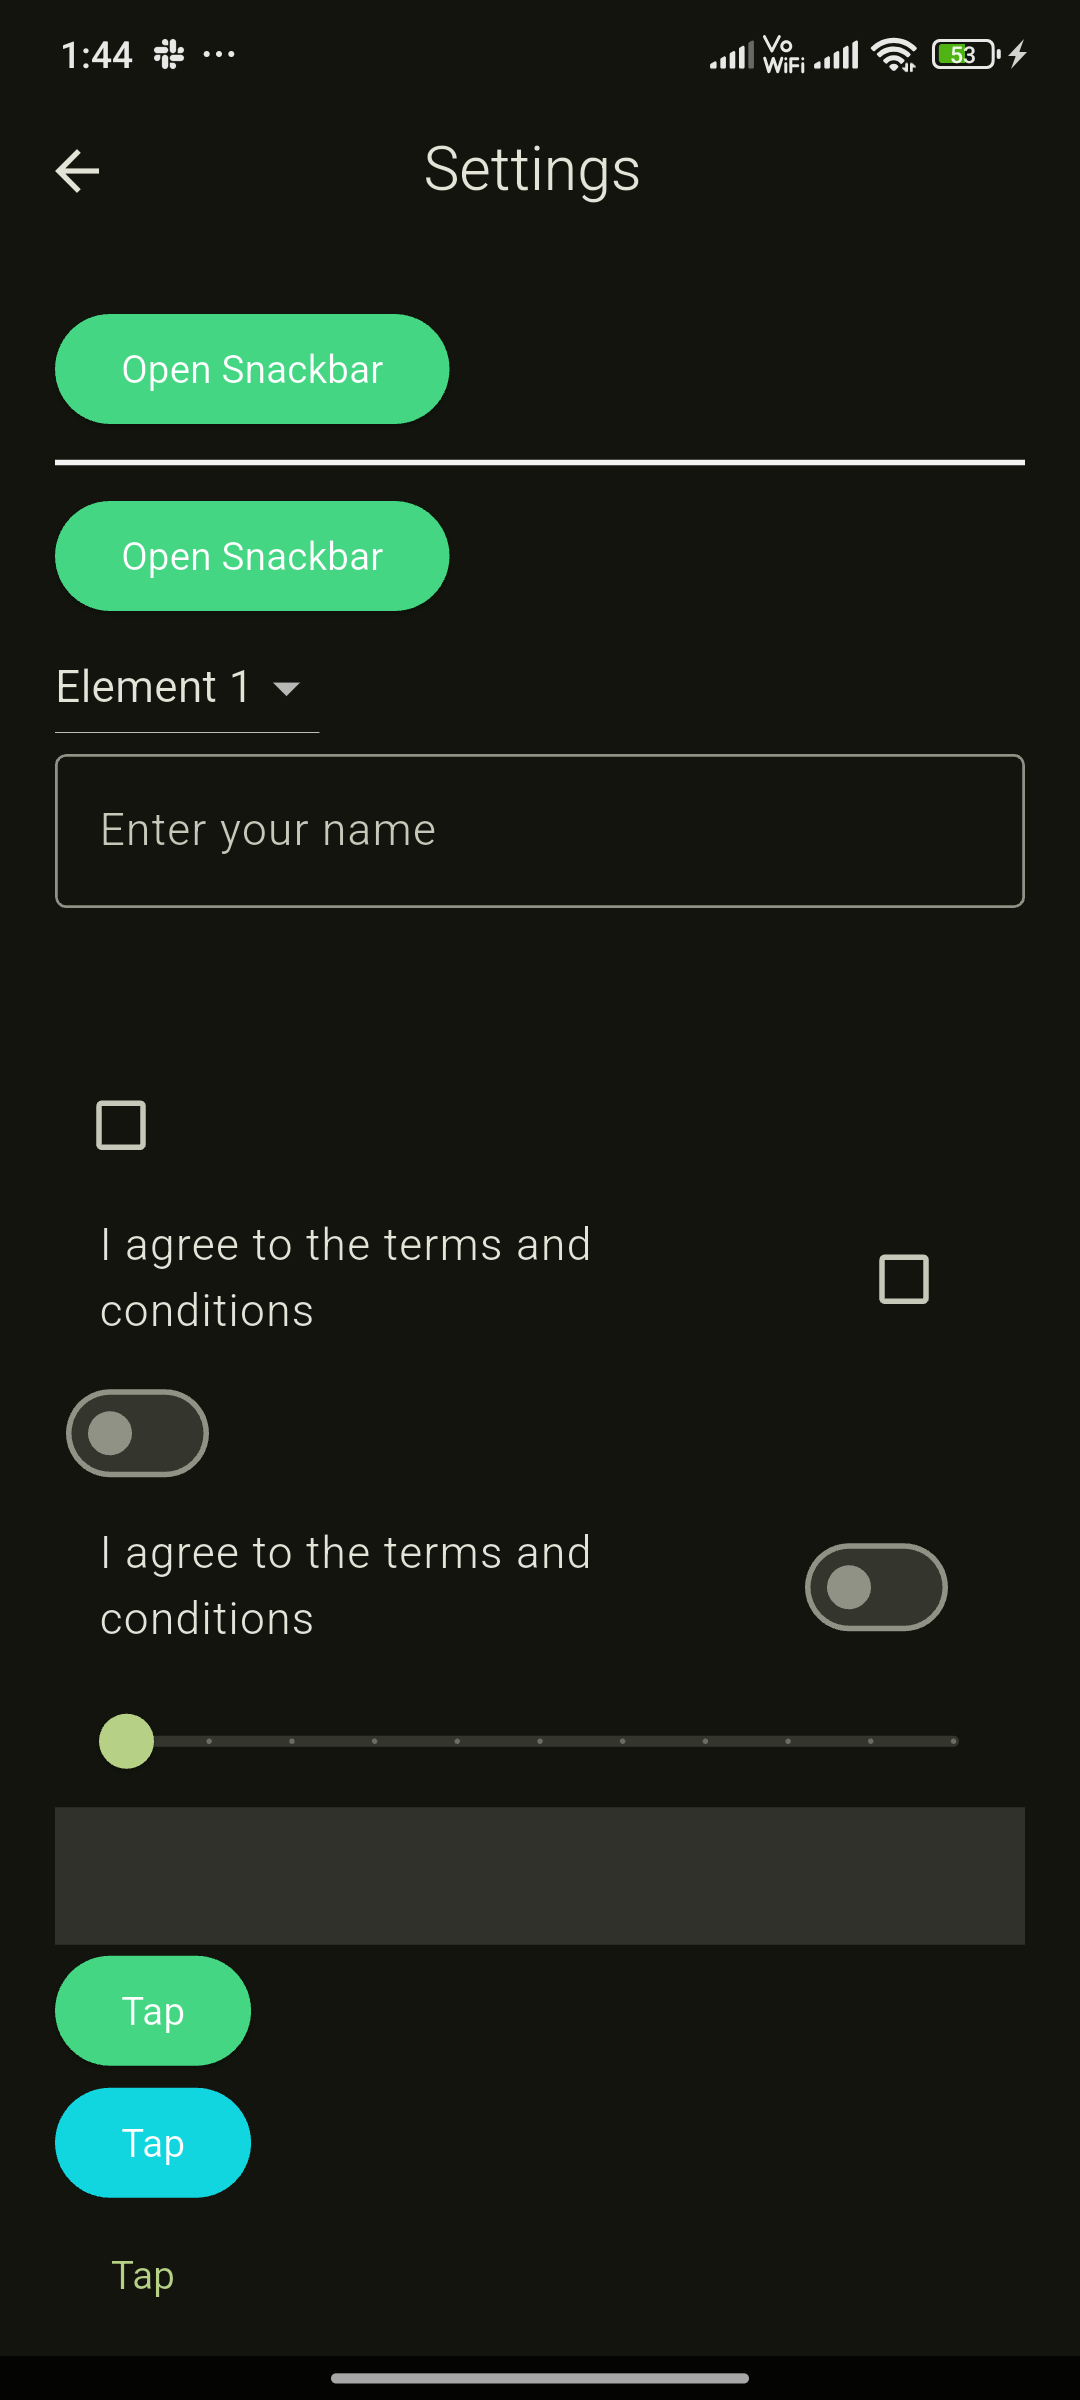 1:44
Vo
WiFi
53
Settings
Open Snackbar
Open Snackbar
Element 1
Enter your name
I agree to the terms and
conditions
I agree to the terms and
conditions
Tap
Tap
Tap